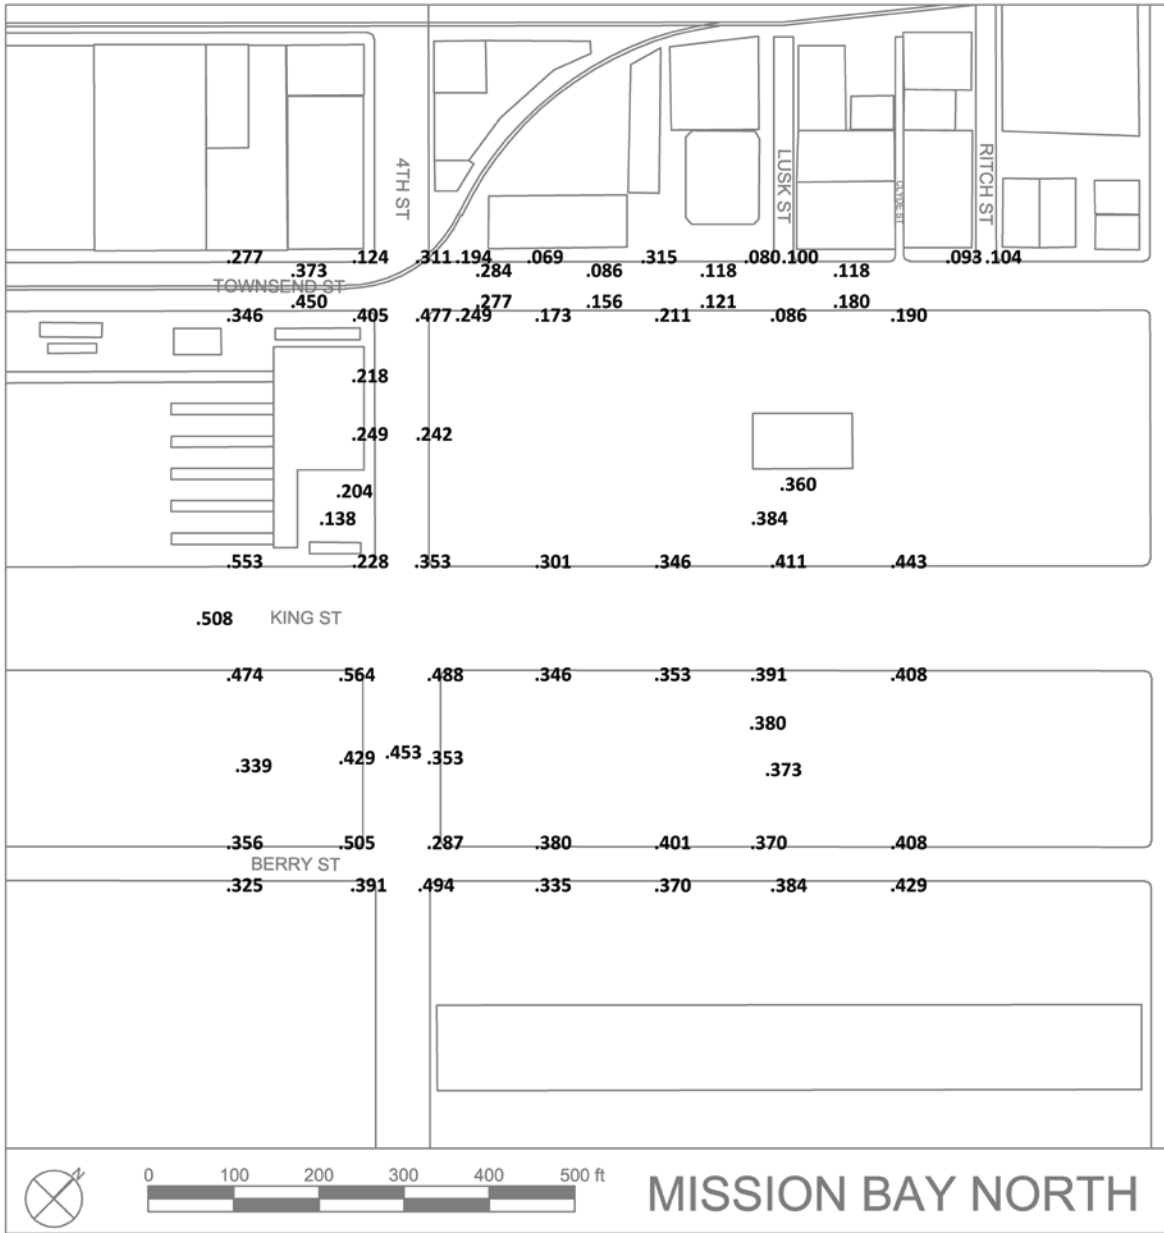 4TH ST
LUSK ST
CLYDE ST
RITCH ST
.277 .124 .311 .194 .069 .315 .080 .100 .093 .104
.373 .284 .086 .118 .118
TOWNSEND ST
.450 .277 .156 .121 .180
.346 .405 .477 .249 .173 .211 .086 .190
.218
.249 .242
.360
.204
.138 .384
.553 .228 .353 .301 .346 .411 .443
.508 KING ST
.474 .564 .488 .346 .353 .391 .408
.380
.429 .453 .353
.339 .373
.356 .505 .287 .380 .401 .370 .408
BERRY ST
.325 .391 .494 .335 .370 .384 .429
N
0 100 200 300 400 500 ft
MISSION BAY NORTH